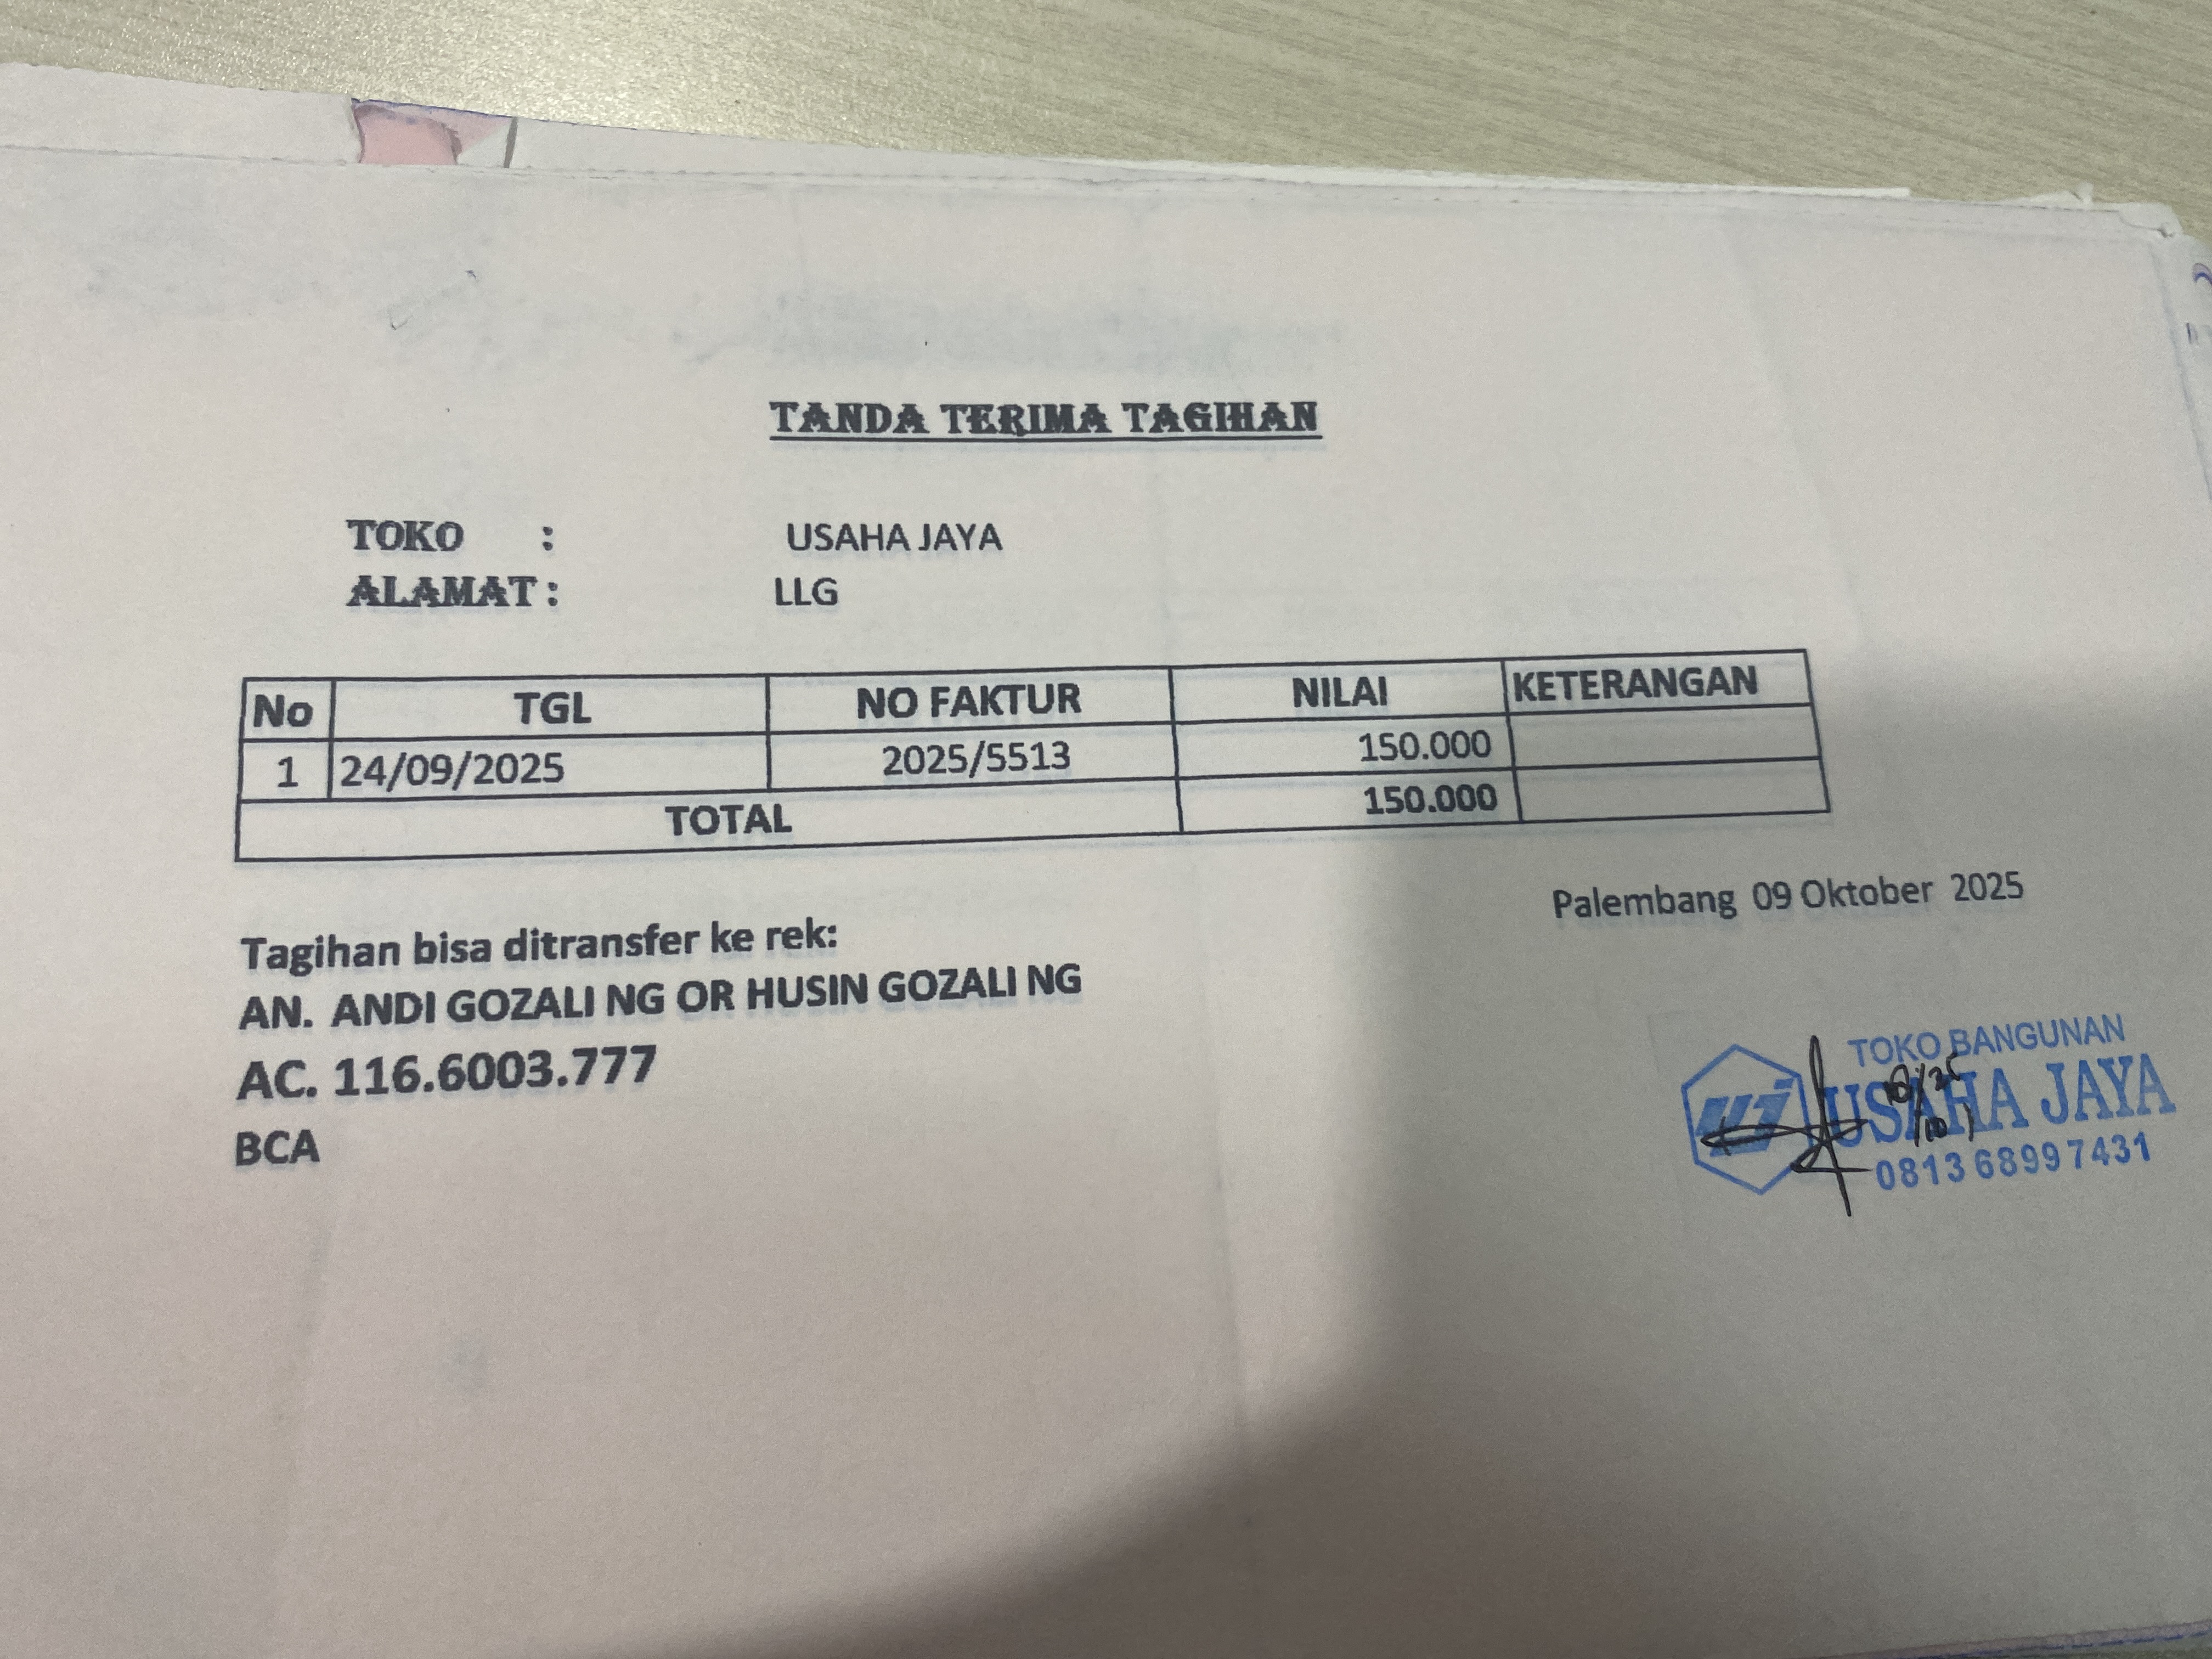 TANDA TERIMA TAGIHAN
TOKO : USAHA JAYA
ALAMAT : LLG
No TGL NO FAKTUR NILAI KETERANGAN
1 24/09/2025 2025/5513 150.000
TOTAL 150.000
Palembang 09 Oktober 2025
Tagihan bisa ditransfer ke rek:
AN. ANDI GOZALI NG OR HUSIN GOZALI NG
AC. 116.6003.777
BCA
TOKO BANGUNAN
USAHA JAYA
0813 6899 7431